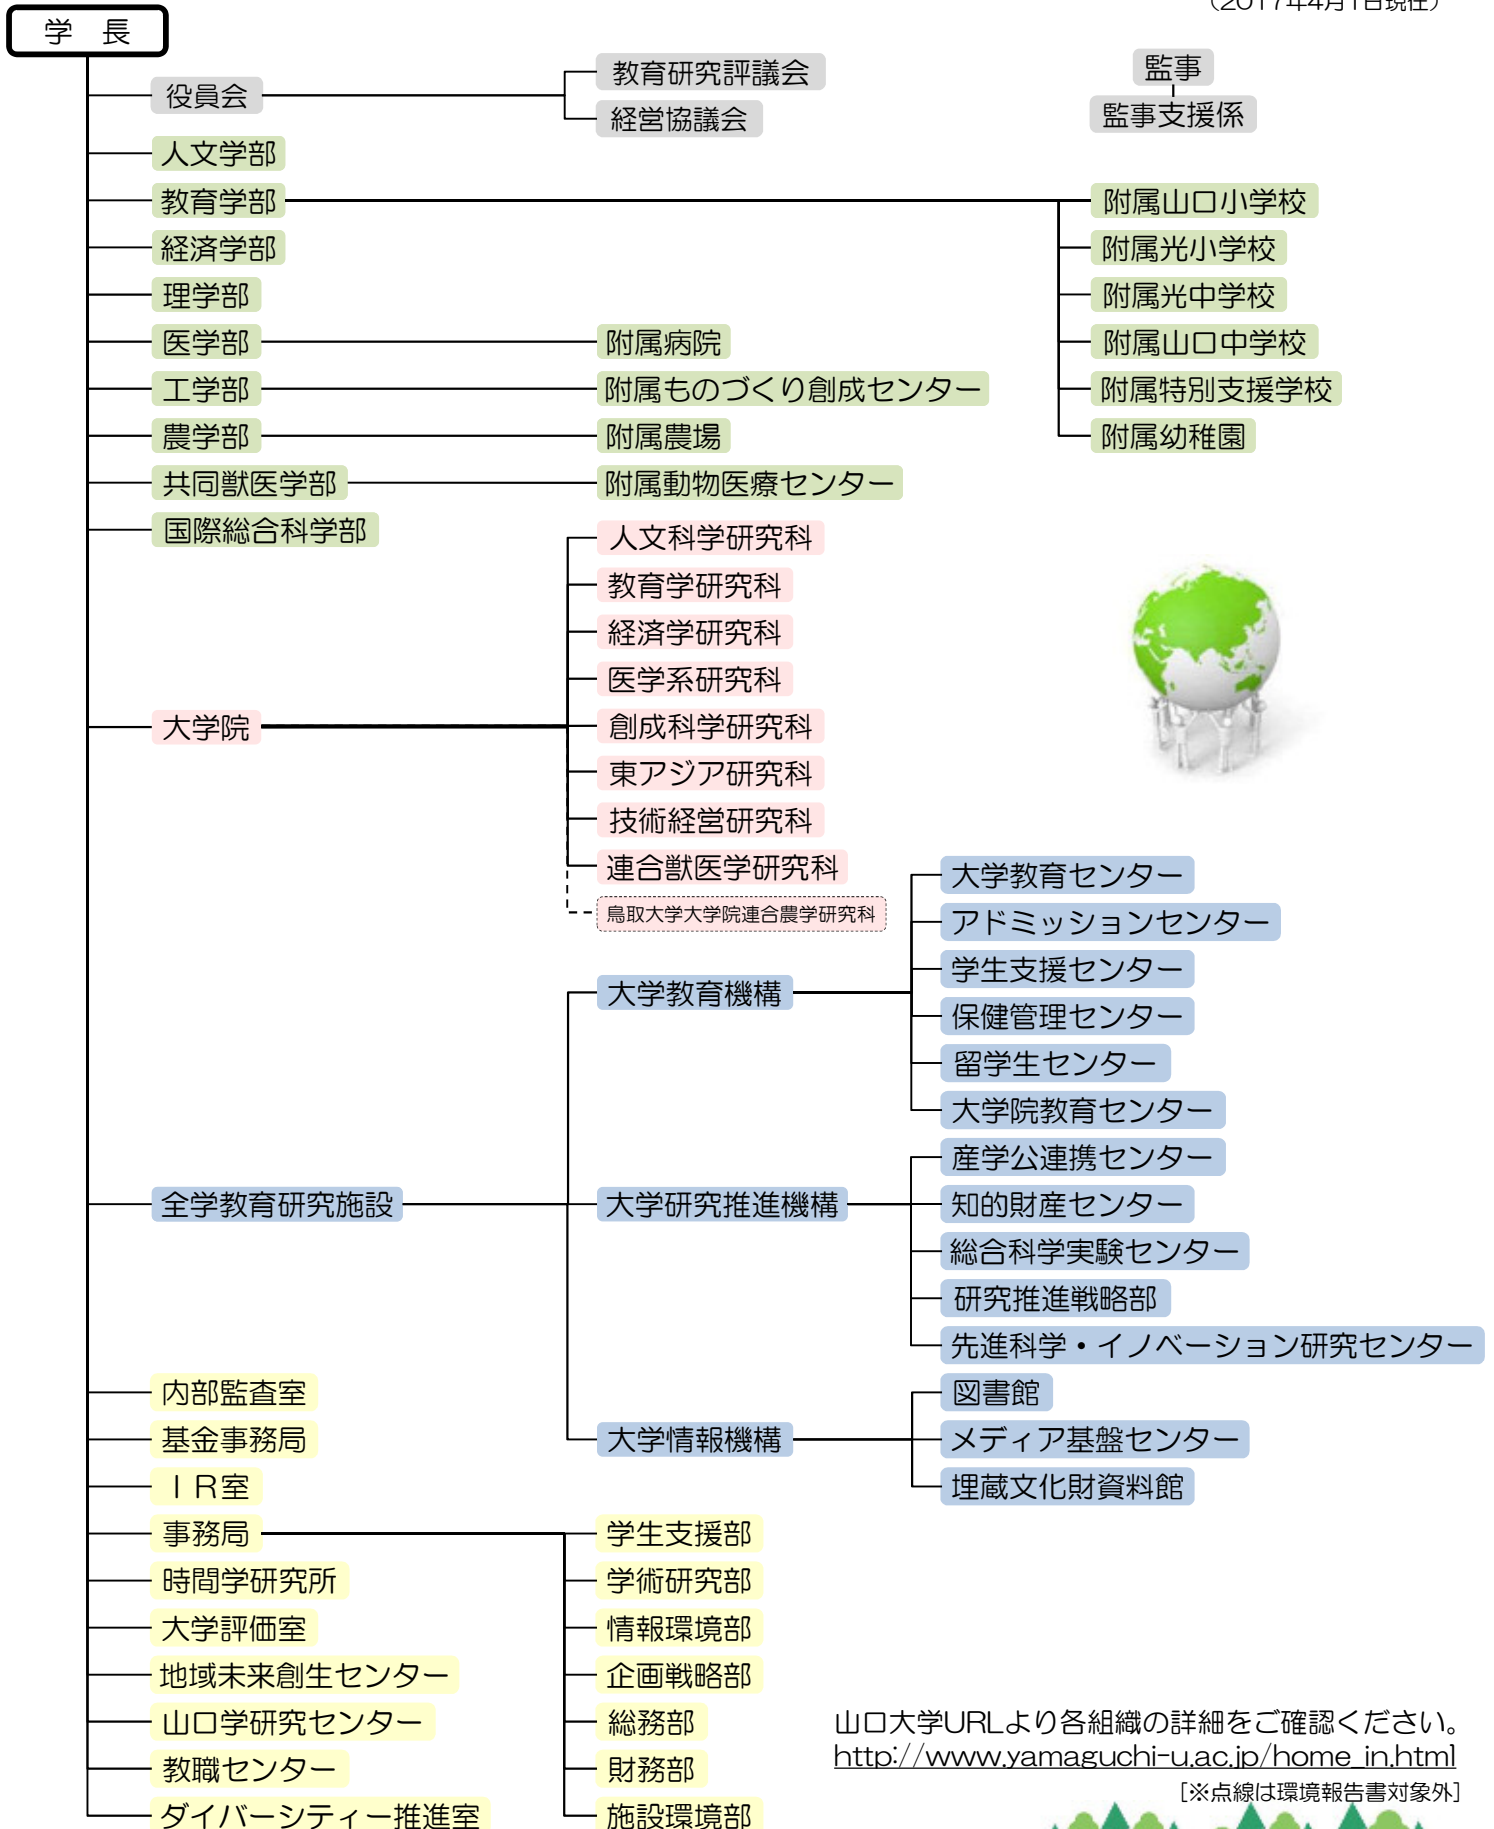 （2017年4月1日現在）
学　長
役員会
教育研究評議会
経営協議会
監事
監事支援係
人文学部
教育学部
附属山口小学校
経済学部
附属光小学校
理学部
附属光中学校
医学部
附属病院
附属山口中学校
工学部
附属ものづくり創成センター
附属特別支援学校
農学部
附属農場
附属幼稚園
共同獣医学部
附属動物医療センター
国際総合科学部
大学院
人文科学研究科
教育学研究科
経済学研究科
医学系研究科
創成科学研究科
東アジア研究科
技術経営研究科
連合獣医学研究科
鳥取大学大学院連合農学研究科
全学教育研究施設
大学教育機構
大学教育センター
アドミッションセンター
学生支援センター
保健管理センター
留学生センター
大学院教育センター
大学研究推進機構
産学公連携センター
知的財産センター
総合科学実験センター
研究推進戦略部
先進科学・イノベーション研究センター
大学情報機構
図書館
メディア基盤センター
埋蔵文化財資料館
内部監査室
基金事務局
ＩＲ室
事務局
学生支援部
学術研究部
情報環境部
企画戦略部
総務部
財務部
施設環境部
時間学研究所
大学評価室
地域未来創生センター
山口学研究センター
教職センター
ダイバーシティー推進室
山口大学URLより各組織の詳細をご確認ください。
http://www.yamaguchi-u.ac.jp/home_in.html
[※点線は環境報告書対象外]